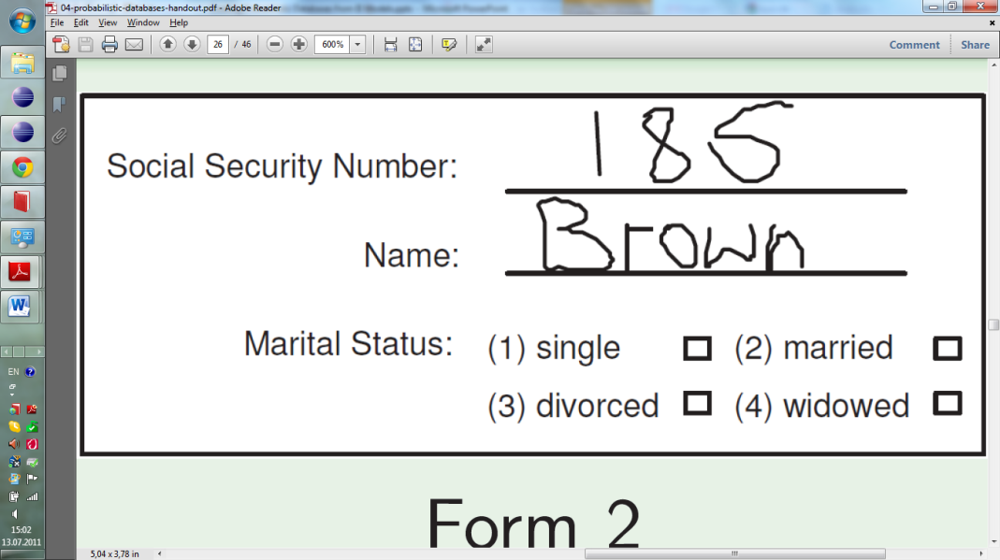 04-probabilistic-databases-handout.pdf - Adobe Reader
File Edit View Window Help
26 / 46 600% Comment Share
Social Security Number: 185
Name: Brown
Marital Status: (1) single (2) married
(3) divorced (4) widowed
Form 2
EN
15:02
13.07.2011
5,04 x 3,78 in